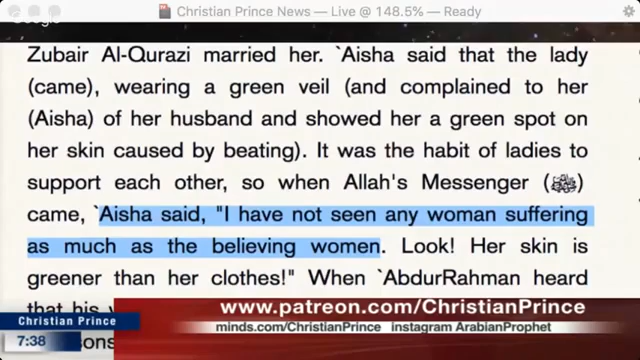 Christian Prince News — Live @ 148.5% — Ready
Zubair Al-Qurazi married her. `Aisha said that the lady
(came), wearing a green veil (and complained to her
(Aisha) of her husband and showed her a green spot on
her skin caused by beating). It was the habit of ladies to
support each other, so when Allah's Messenger (ﷺ)
came, `Aisha said, "I have not seen any woman suffering
as much as the believing women. Look! Her skin is
greener than her clothes!" When `AbdurRahman heard
that his
www.patreon.com/ChristianPrince
Christian Prince
minds.com/ChristianPrince instagram ArabianProphet
7:38
sons